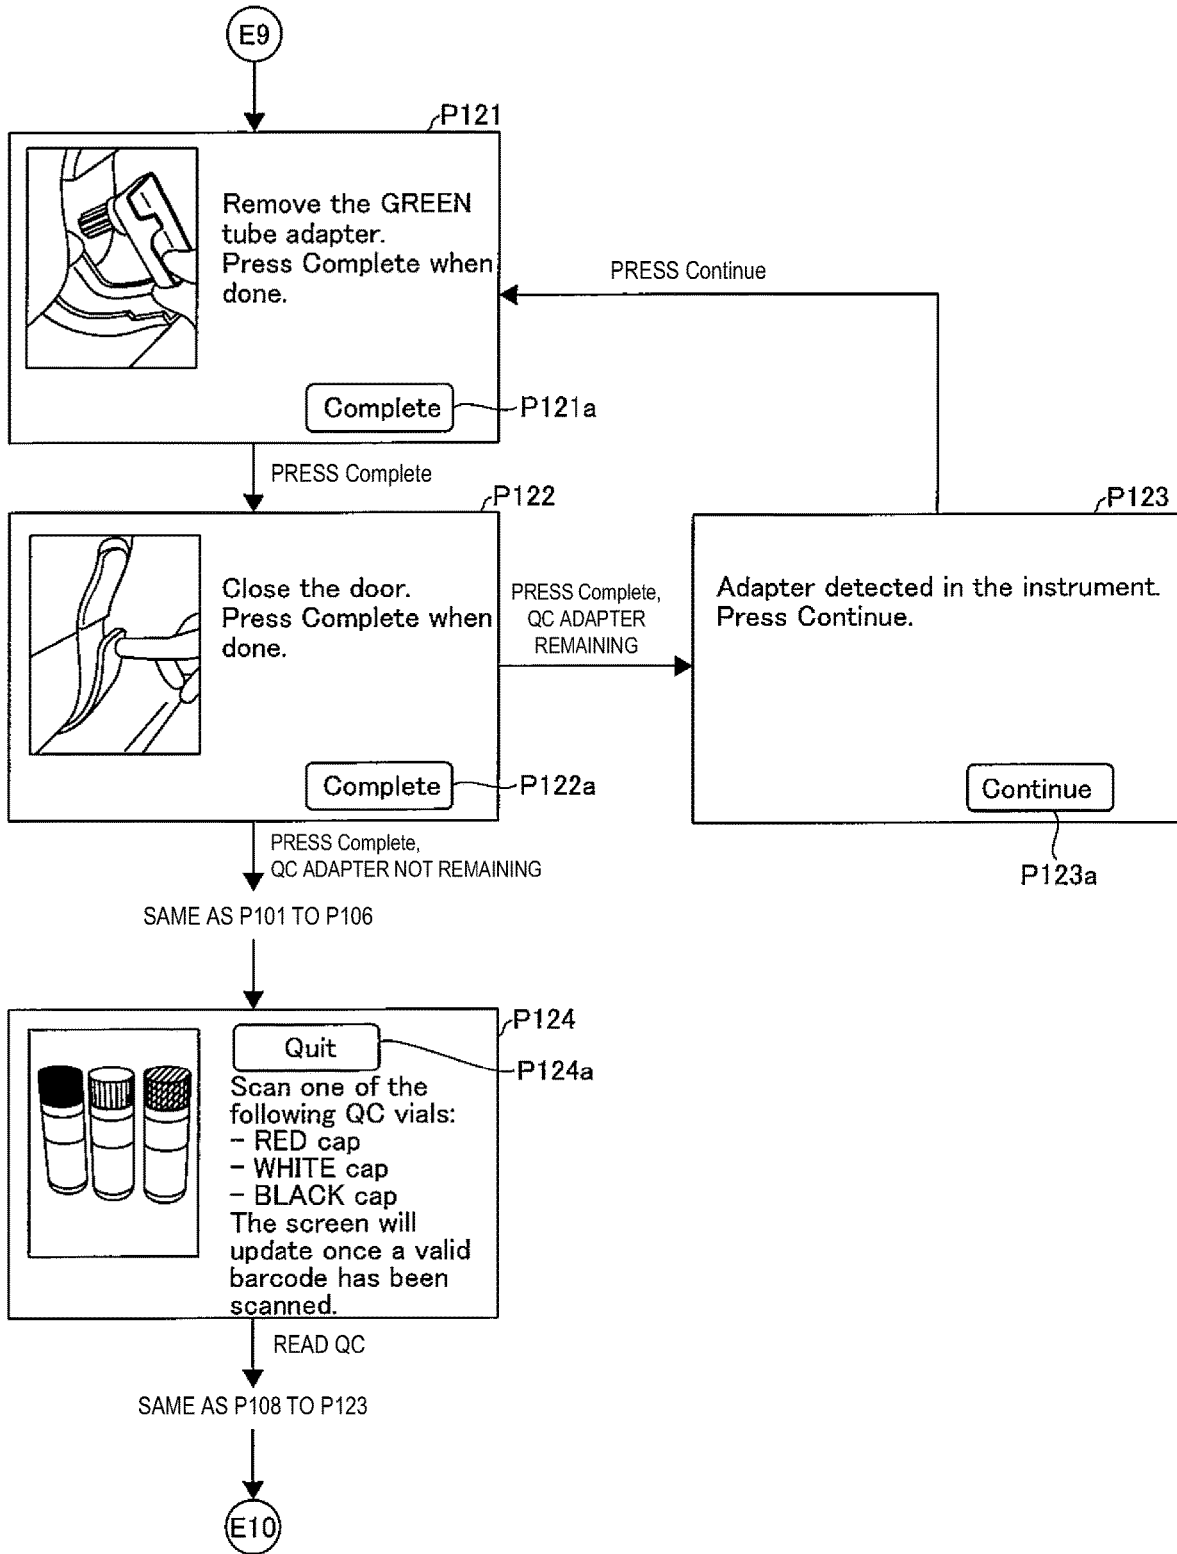 E9
P121
Remove the GREEN
tube adapter.
Press Complete when
done.
Complete
P121a
PRESS Continue
PRESS Complete
P122
Close the door.
Press Complete when
done.
Complete
P122a
PRESS Complete,
QC ADAPTER
REMAINING
P123
Adapter detected in the instrument.
Press Continue.
Continue
P123a
PRESS Complete,
QC ADAPTER NOT REMAINING
SAME AS P101 TO P106
P124
Quit
P124a
Scan one of the
following QC vials:
- RED cap
- WHITE cap
- BLACK cap
The screen will
update once a valid
barcode has been
scanned.
READ QC
SAME AS P108 TO P123
E10